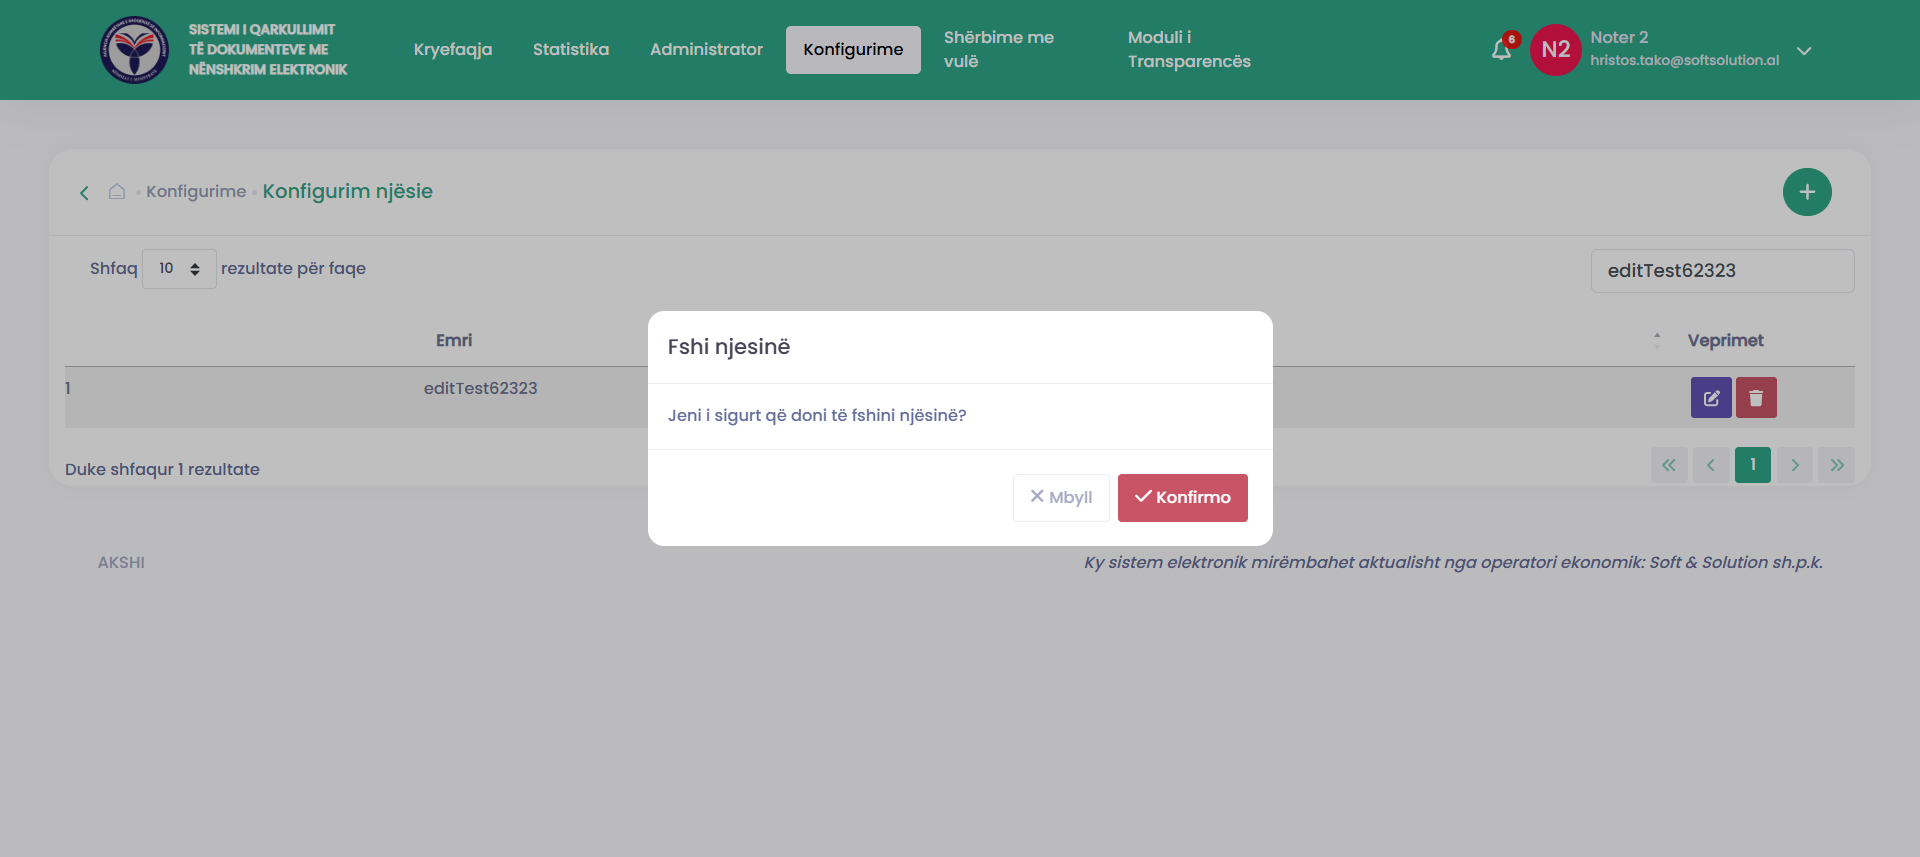 SISTEMI I QARKULLIMIT
TË DOKUMENTEVE ME
NËNSHKRIM ELEKTRONIK
Kryefaqja
Statistika
Administrator
Konfigurime
Shërbime me
vulë
Moduli i
Transparencës
6
N2
Noter 2
hristos.tako@softsolution.al
Konfigurime
Konfigurim njësie
Shfaq 10 rezultate për faqe
editTest62323
Emri
Veprimet
1
editTest62323
Duke shfaqur 1 rezultate
1
Fshi njesinë
Jeni i sigurt që doni të fshini njësinë?
Mbyll
Konfirmo
AKSHI
Ky sistem elektronik mirëmbahet aktualisht nga operatori ekonomik: Soft & Solution sh.p.k.